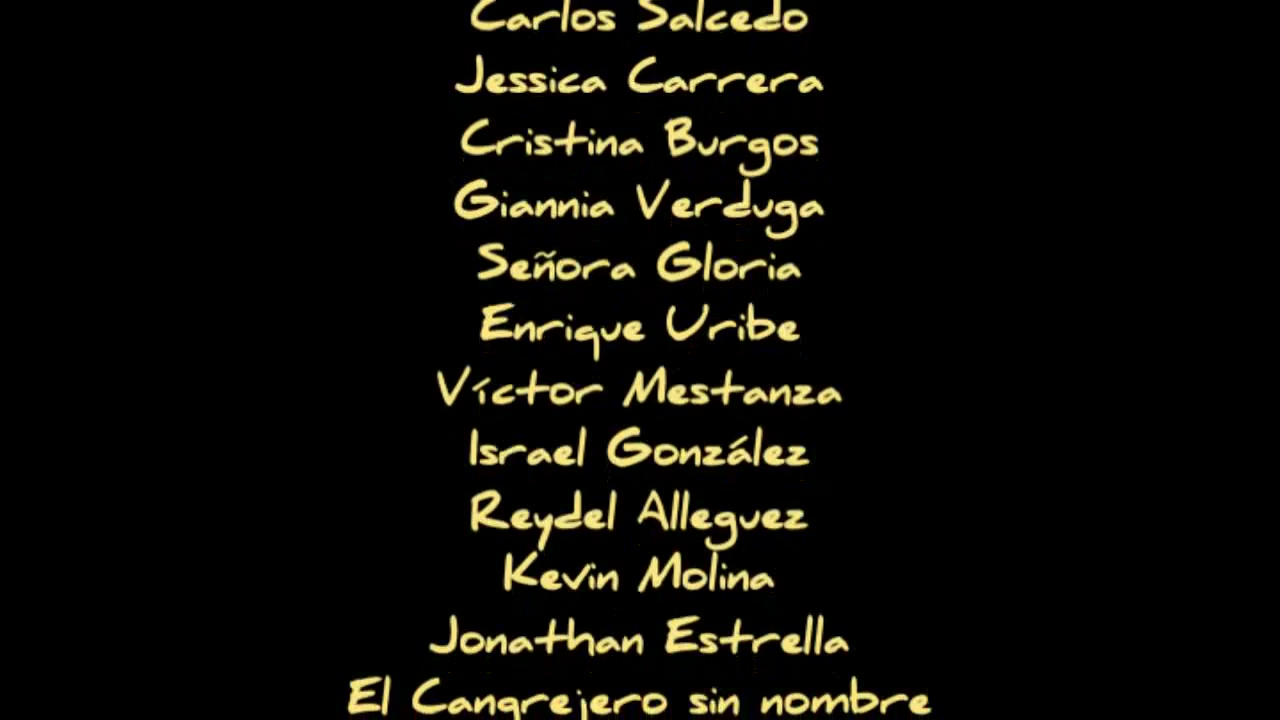 Carlos Salcedo
Jessica Carrera
Cristina Burgos
Giannia Verduga
Señora Gloria
Enrique Uribe
Víctor Mestanza
Israel González
Reydel Alleguez
Kevin Molina
Jonathan Estrella
El Cangrejero sin nombre